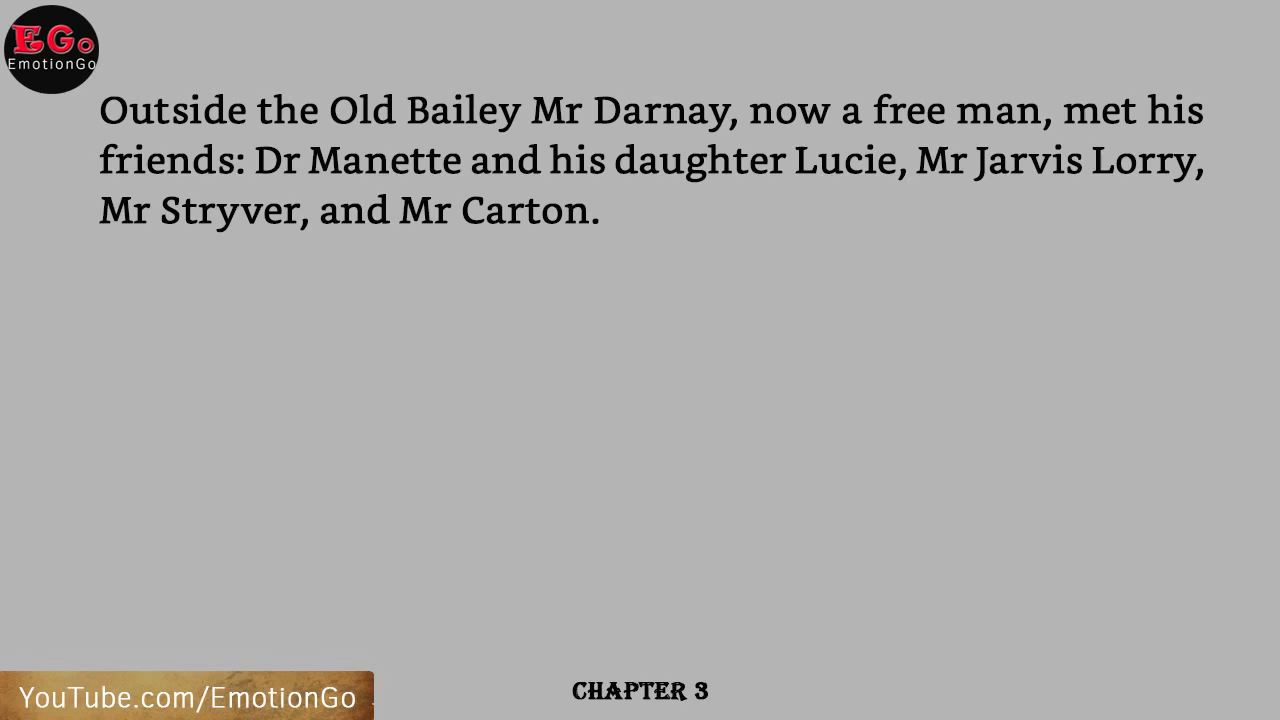 EGo
EmotionGo
Outside the Old Bailey Mr Darnay, now a free man, met his
friends: Dr Manette and his daughter Lucie, Mr Jarvis Lorry,
Mr Stryver, and Mr Carton.
YouTube.com/EmotionGo
CHAPTER 3